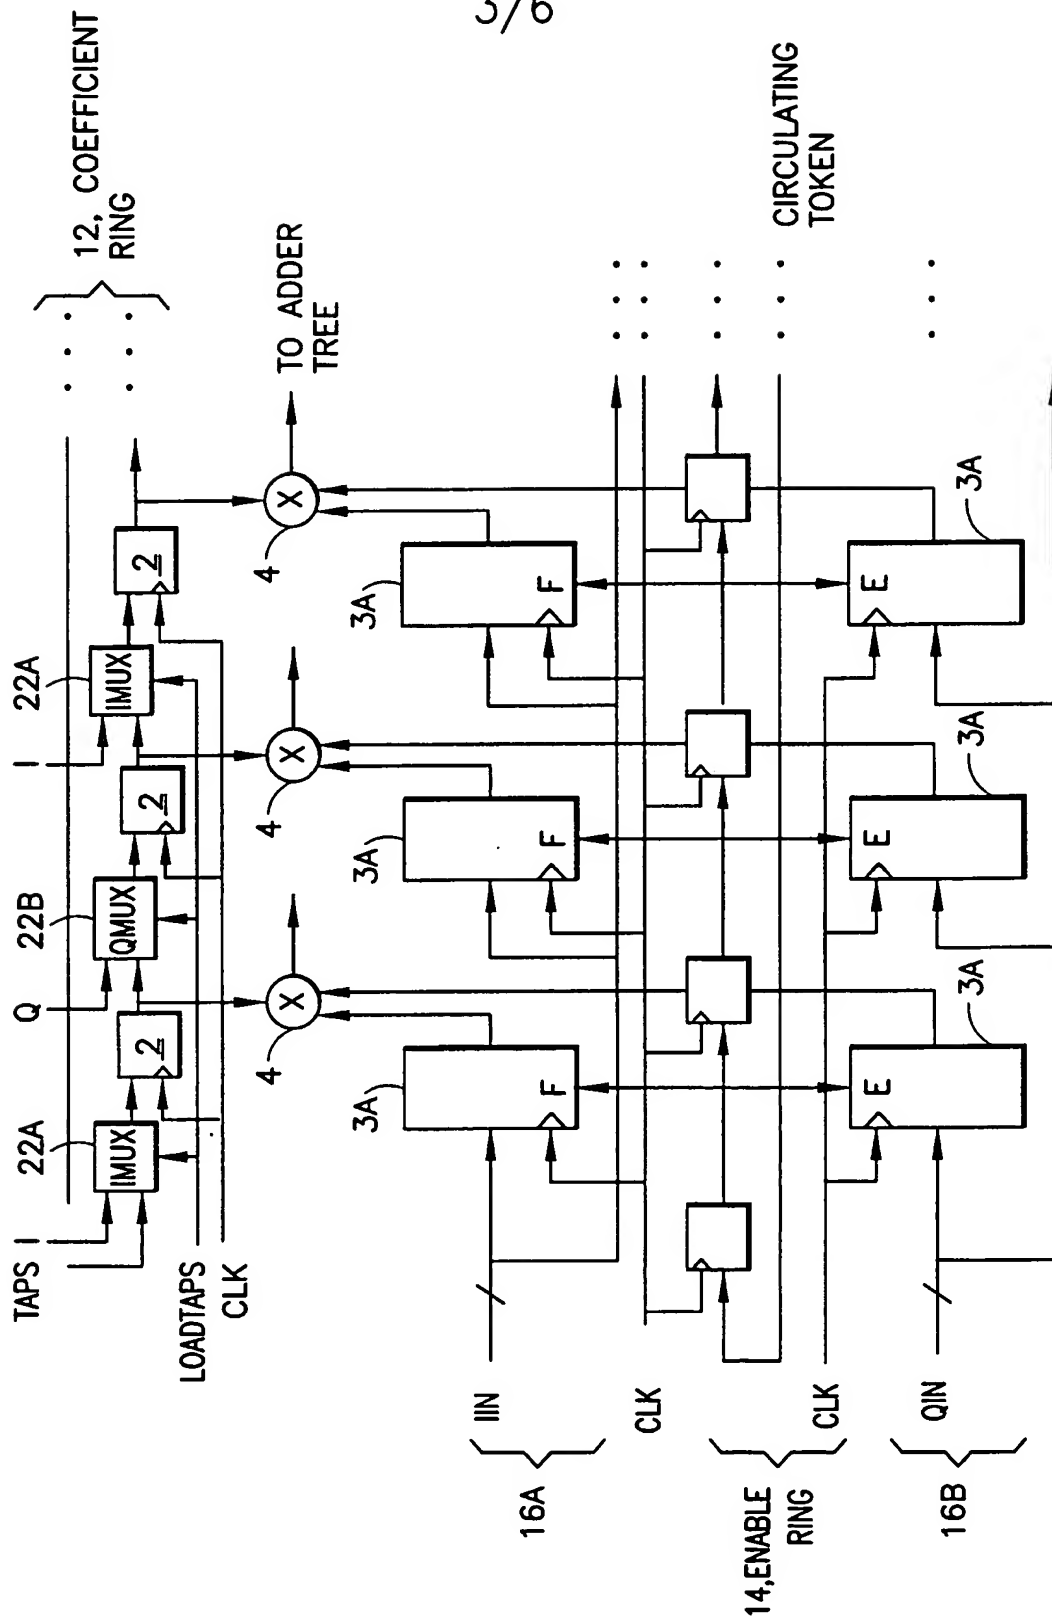 3/6
TAPS I
22A
Q
22B
I
22A
12, COEFFICIENT
RING
IMUX
2
QMUX
2
IMUX
2
LOADTAPS
CLK
X
X
X
TO ADDER
TREE
4
4
4
3A
3A
3A
IIN
16A
F
F
F
CLK
14,ENABLE
RING
CIRCULATING
TOKEN
CLK
E
E
E
QIN
16B
3A
3A
3A